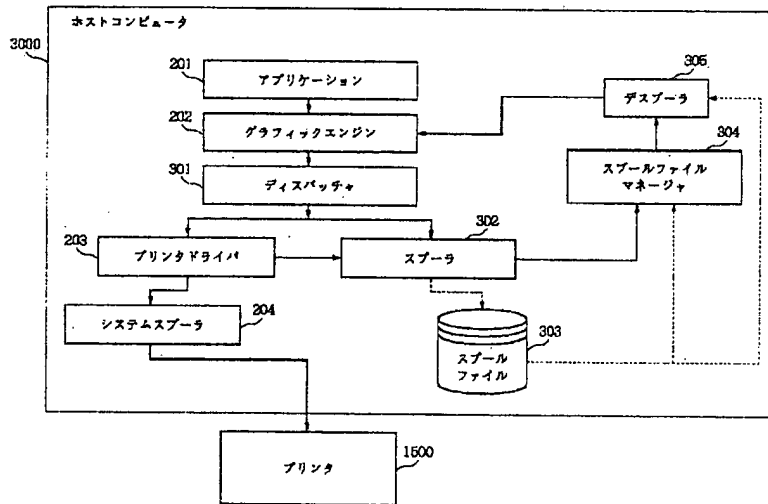 ホストコンピュータ
3000
201
アプリケーション
202
グラフィックエンジン
301
ディスパッチャ
305
デスプーラ
304
スプールファイル
マネージャ
203
プリンタドライバ
302
スプーラ
204
システムスプーラ
303
スプール
ファイル
プリンタ
1500